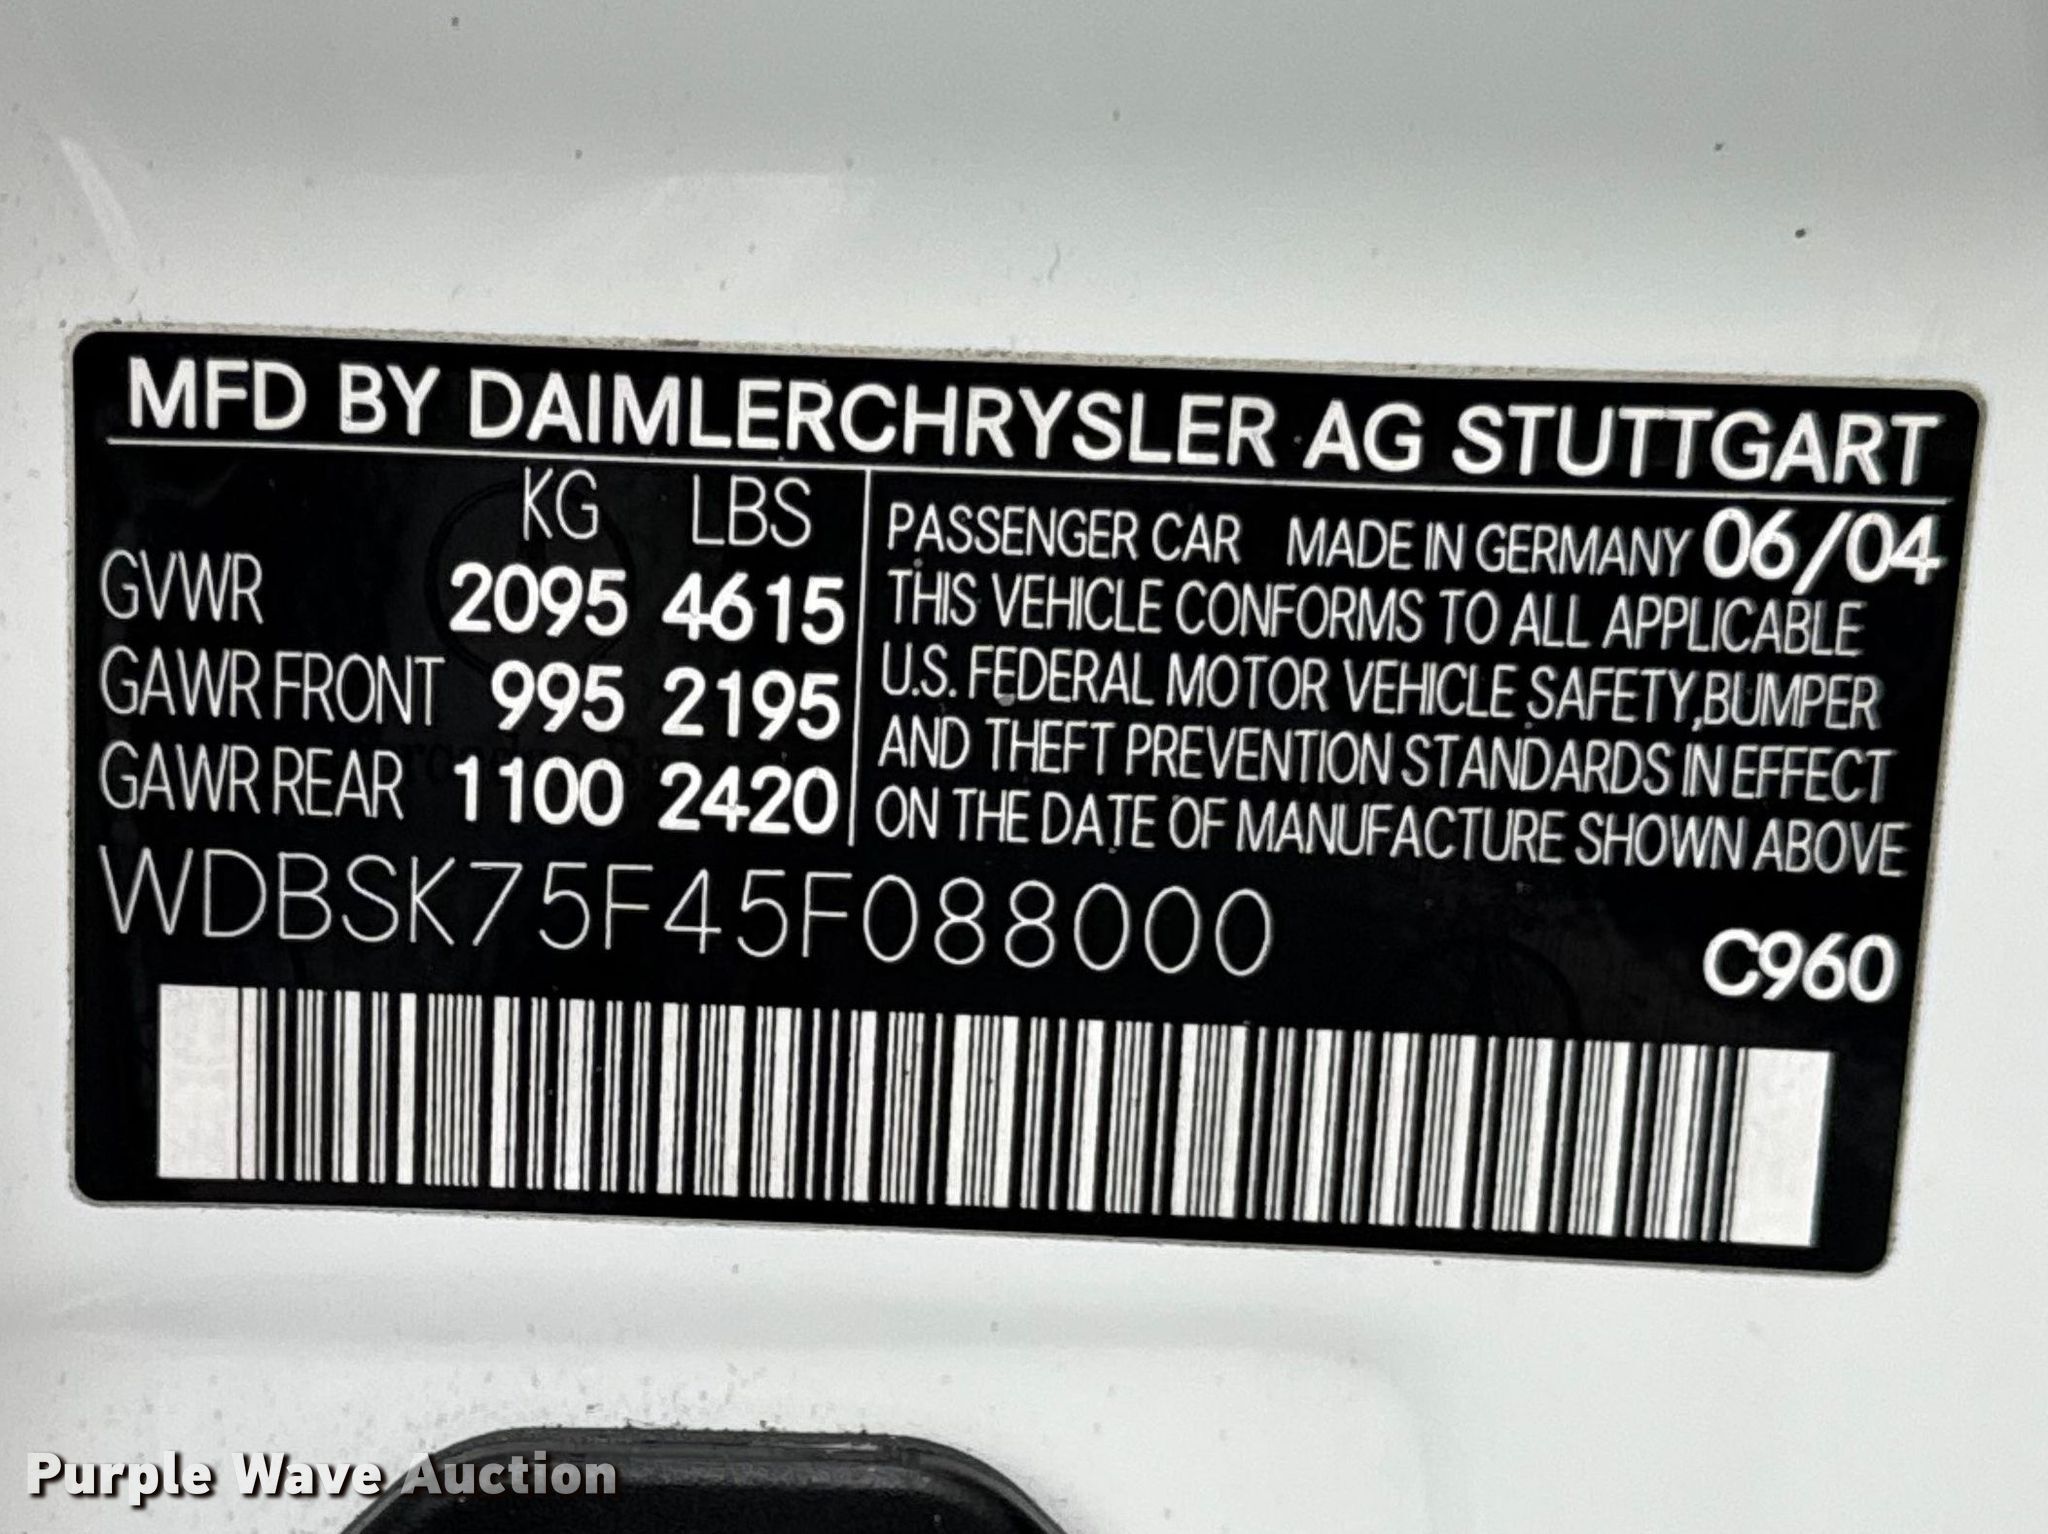 MFD BY DAIMLERCHRYSLER AG STUTTGART
KG LBS
GVWR 2095 4615
GAWR FRONT 995 2195
GAWR REAR 1100 2420
PASSENGER CAR MADE IN GERMANY 06/04
THIS VEHICLE CONFORMS TO ALL APPLICABLE
U.S. FEDERAL MOTOR VEHICLE SAFETY, BUMPER
AND THEFT PREVENTION STANDARDS IN EFFECT
ON THE DATE OF MANUFACTURE SHOWN ABOVE
WDBSK75F45F088000
C960
Purple Wave Auction